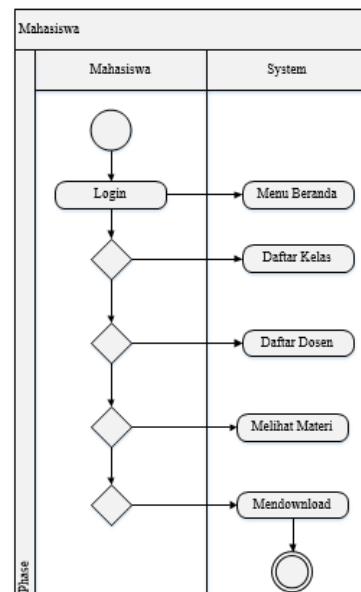 Mahasiswa
Mahasiswa
System
Login
Menu Beranda
Daftar Kelas
Daftar Dosen
Melihat Materi
Mendownload
Phase